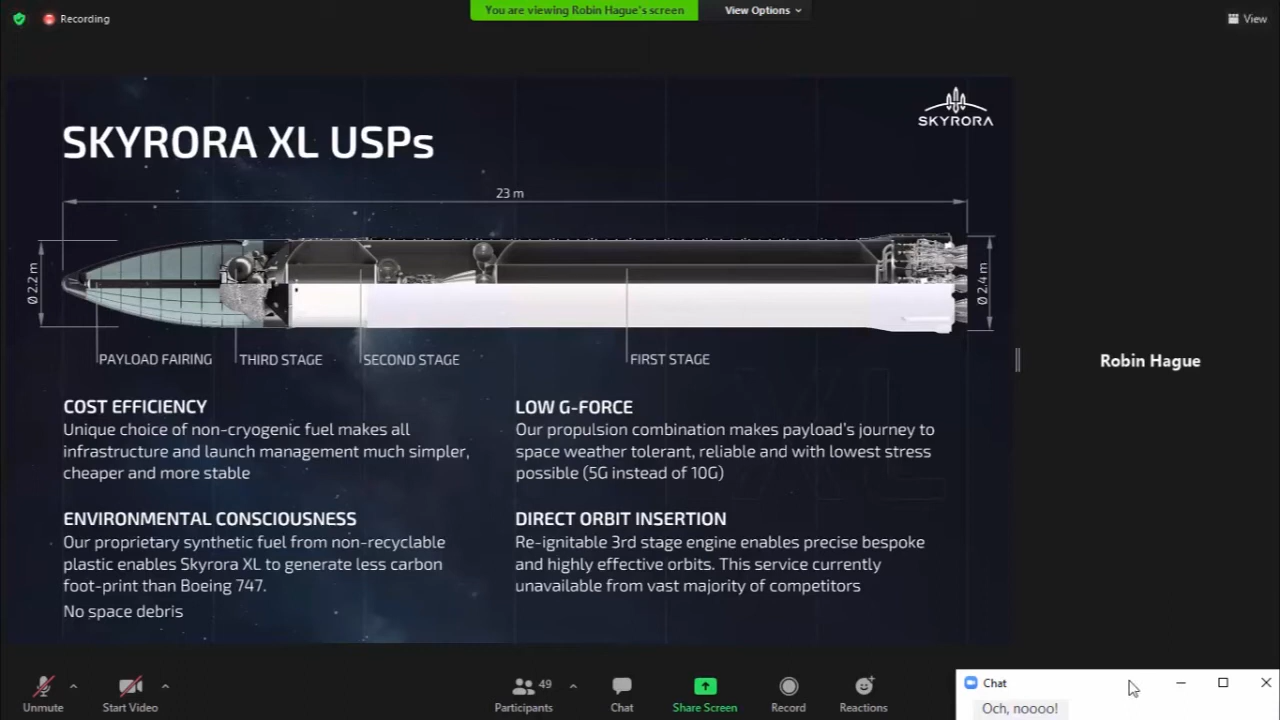 Recording
You are viewing Robin Hague's screen
View Options
View
SKYRORA
SKYRORA XL USPs
23 m
Ø 2.2 m
Ø 2.4 m
PAYLOAD FAIRING
THIRD STAGE
SECOND STAGE
FIRST STAGE
Robin Hague
COST EFFICIENCY
Unique choice of non-cryogenic fuel makes all
infrastructure and launch management much simpler,
cheaper and more stable
LOW G-FORCE
Our propulsion combination makes payload's journey to
space weather tolerant, reliable and with lowest stress
possible (5G instead of 10G)
ENVIRONMENTAL CONSCIOUSNESS
Our proprietary synthetic fuel from non-recyclable
plastic enables Skyrora XL to generate less carbon
foot-print than Boeing 747.
No space debris
DIRECT ORBIT INSERTION
Re-ignitable 3rd stage engine enables precise bespoke
and highly effective orbits. This service currently
unavailable from vast majority of competitors
XL
Unmute
Start Video
49
Participants
Chat
Share Screen
Record
Reactions
Chat
Och, noooo!